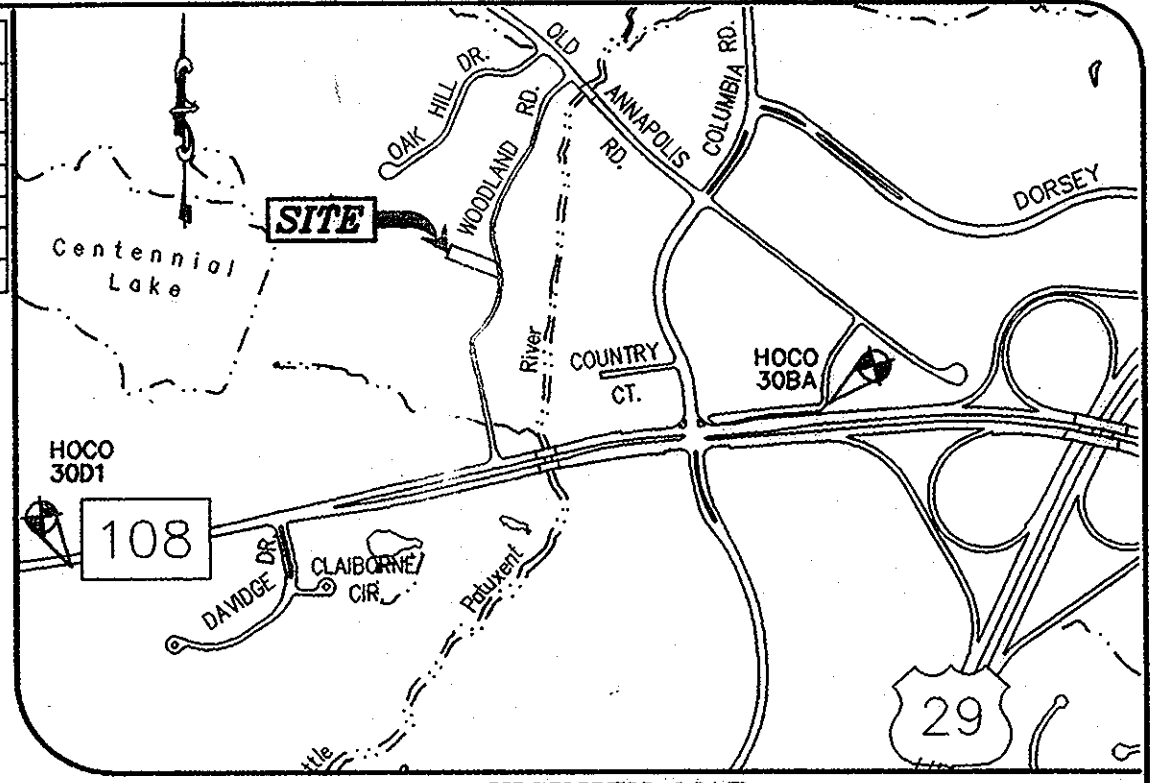 OLD
ANNAPOLIS
RD.
OAK HILL DR.
WOODLAND RD.
COLUMBIA RD.
DORSEY
SITE
Centennial
Lake
River
COUNTRY
CT.
HOCO
30BA
HOCO
30D1
108
DAVIDGE DR.
CLAIBORNE
CIR.
Patuxent
ttle
29